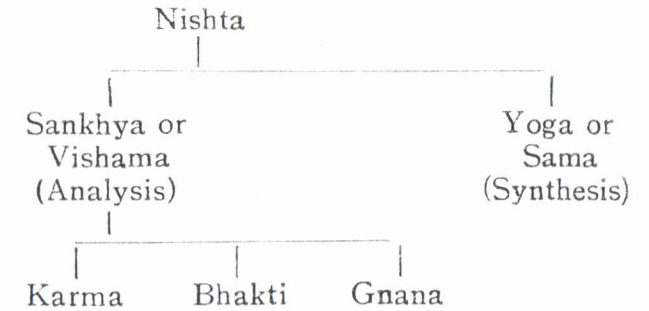 Nishta
Sankhya or
Vishama
(Analysis)
Yoga or
Sama
(Synthesis)
Karma Bhakti Gnana